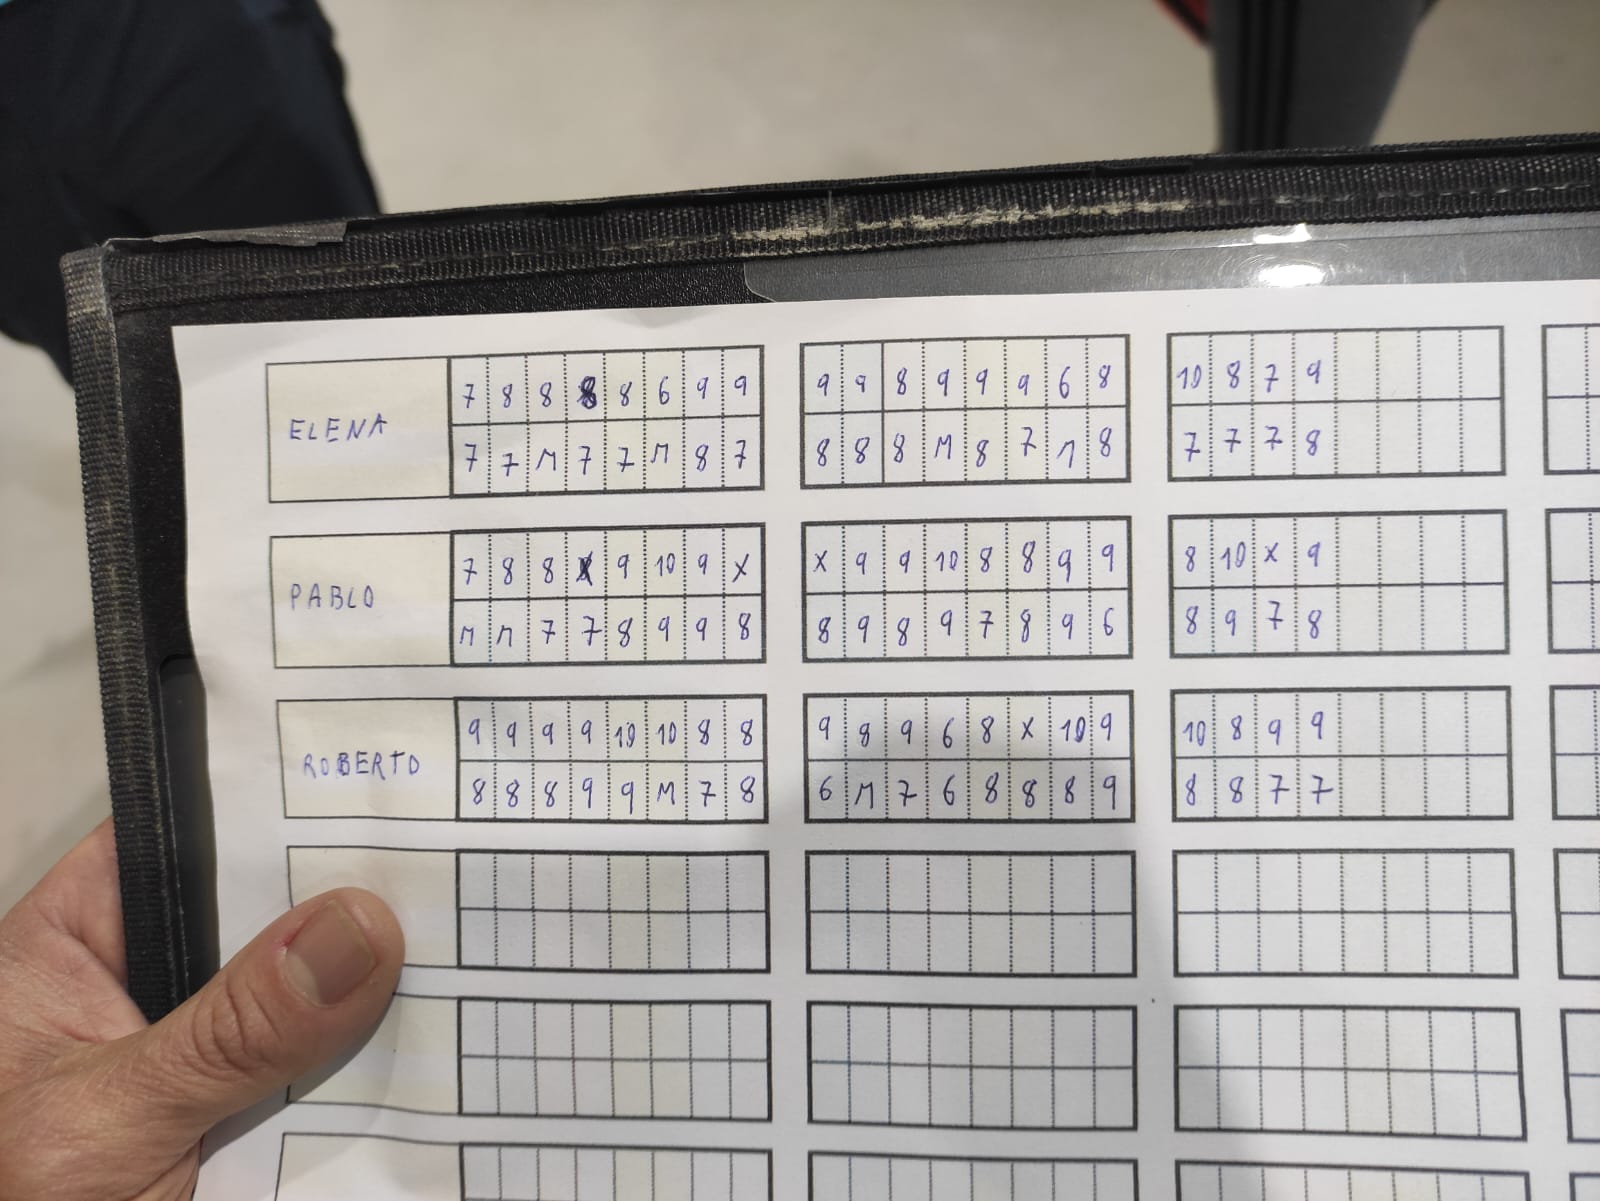 7 8 8 8 8 6 9 9 9 9 8 9 9 9 6 8 10 8 7 9
ELENA
7 7 M 7 7 M 8 7 8 8 8 M 8 7 M 8 7 7 7 8
7 8 8 X 9 10 9 X X 9 9 10 8 8 9 9 8 10 X 9
PABLO
M M 7 7 8 9 9 8 8 9 8 9 7 8 9 6 8 9 7 8
9 9 9 9 10 10 8 8 9 8 9 6 8 X 10 9 10 8 9 9
ROBERTO
8 8 8 9 9 M 7 8 6 M 7 6 8 8 8 9 8 8 7 7